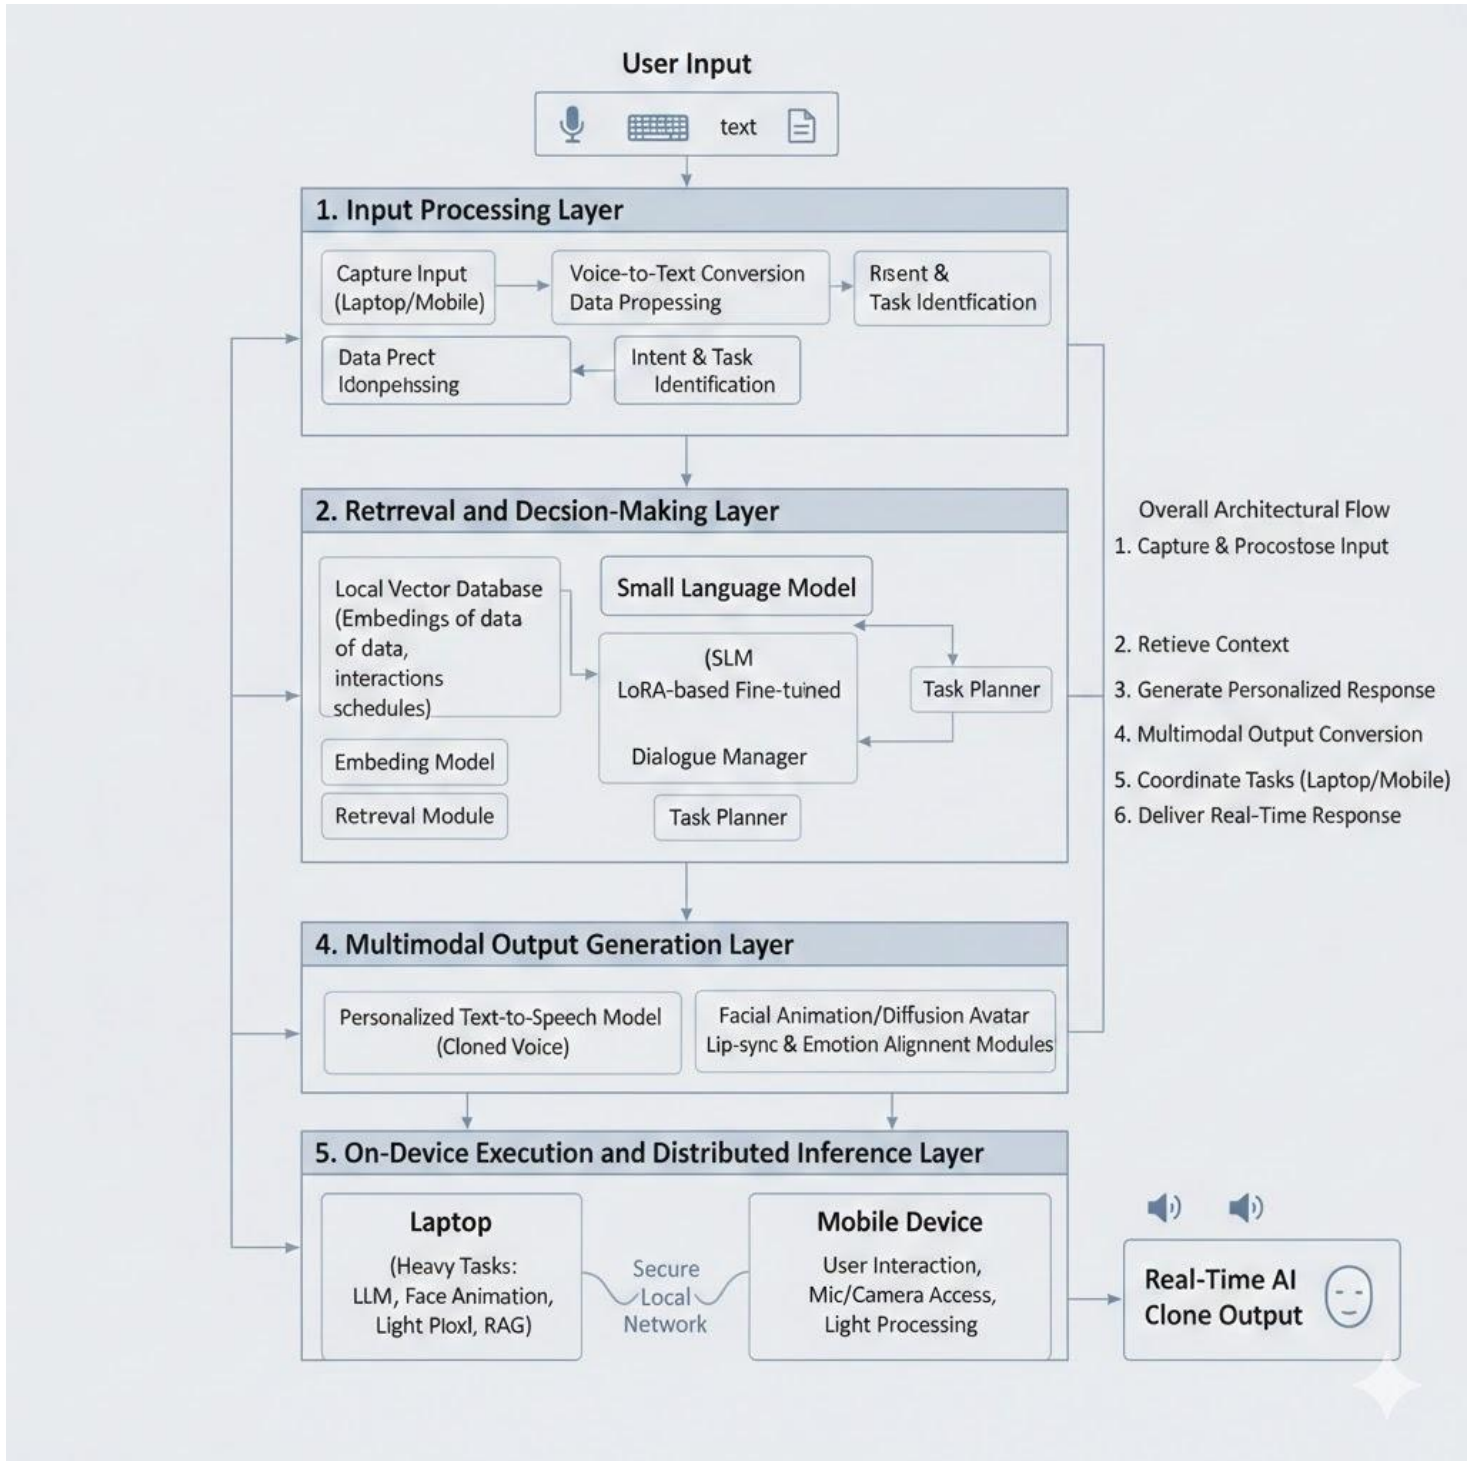 User Input
text
1. Input Processing Layer
Capture Input
(Laptop/Mobile)
Voice-to-Text Conversion
Data Propessing
Rısent &
Task Identfication
Data Prect
Idonpehssing
Intent & Task
Identification
2. Retrreval and Decsion-Making Layer
Local Vector Database
(Embedings of data
of data,
interactions
schedules)
Embeding Model
Retreval Module
Small Language Model
(SLM
LoRA-based Fine-tuned
Dialogue Manager
Task Planner
Task Planner
Overall Architectural Flow
1. Capture & Procostose Input
2. Retieve Context
3. Generate Personalized Response
4. Multimodal Output Conversion
5. Coordinate Tasks (Laptop/Mobile)
6. Deliver Real-Time Response
4. Multimodal Output Generation Layer
Personalized Text-to-Speech Model
(Cloned Voice)
Facial Animation/Diffusion Avatar
Lip-sync & Emotion Alignnent Modules
5. On-Device Execution and Distributed Inference Layer
Laptop
(Heavy Tasks:
LLM, Face Animation,
Light Ploxl, RAG)
Secure
Local
Network
Mobile Device
User Interaction,
Mic/Camera Access,
Light Processing
Real-Time AI
Clone Output